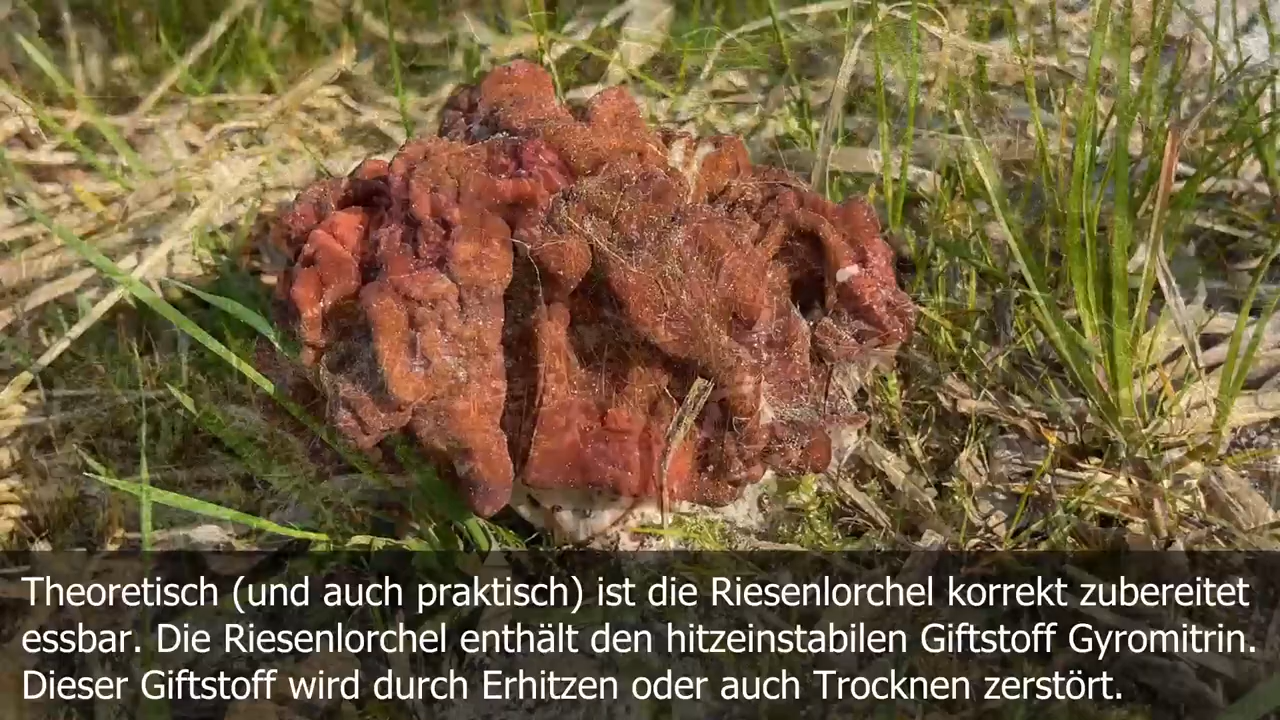 Theoretisch (und auch praktisch) ist die Riesenlorchel korrekt zubereitet
essbar. Die Riesenlorchel enthält den hitzeinstabilen Giftstoff Gyromitrin.
Dieser Giftstoff wird durch Erhitzen oder auch Trocknen zerstört.